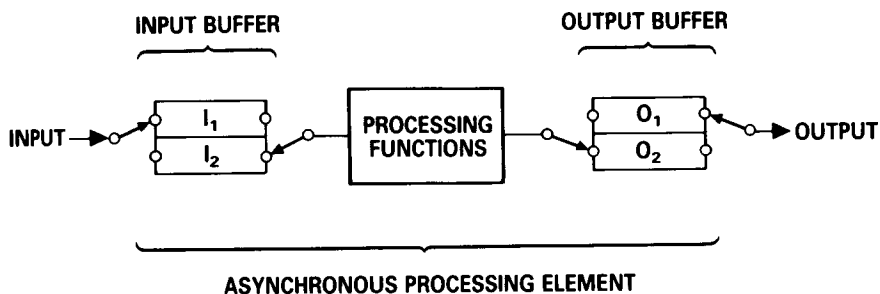 INPUT BUFFER
OUTPUT BUFFER
INPUT
I₁
I₂
PROCESSING
FUNCTIONS
O₁
O₂
OUTPUT
ASYNCHRONOUS PROCESSING ELEMENT